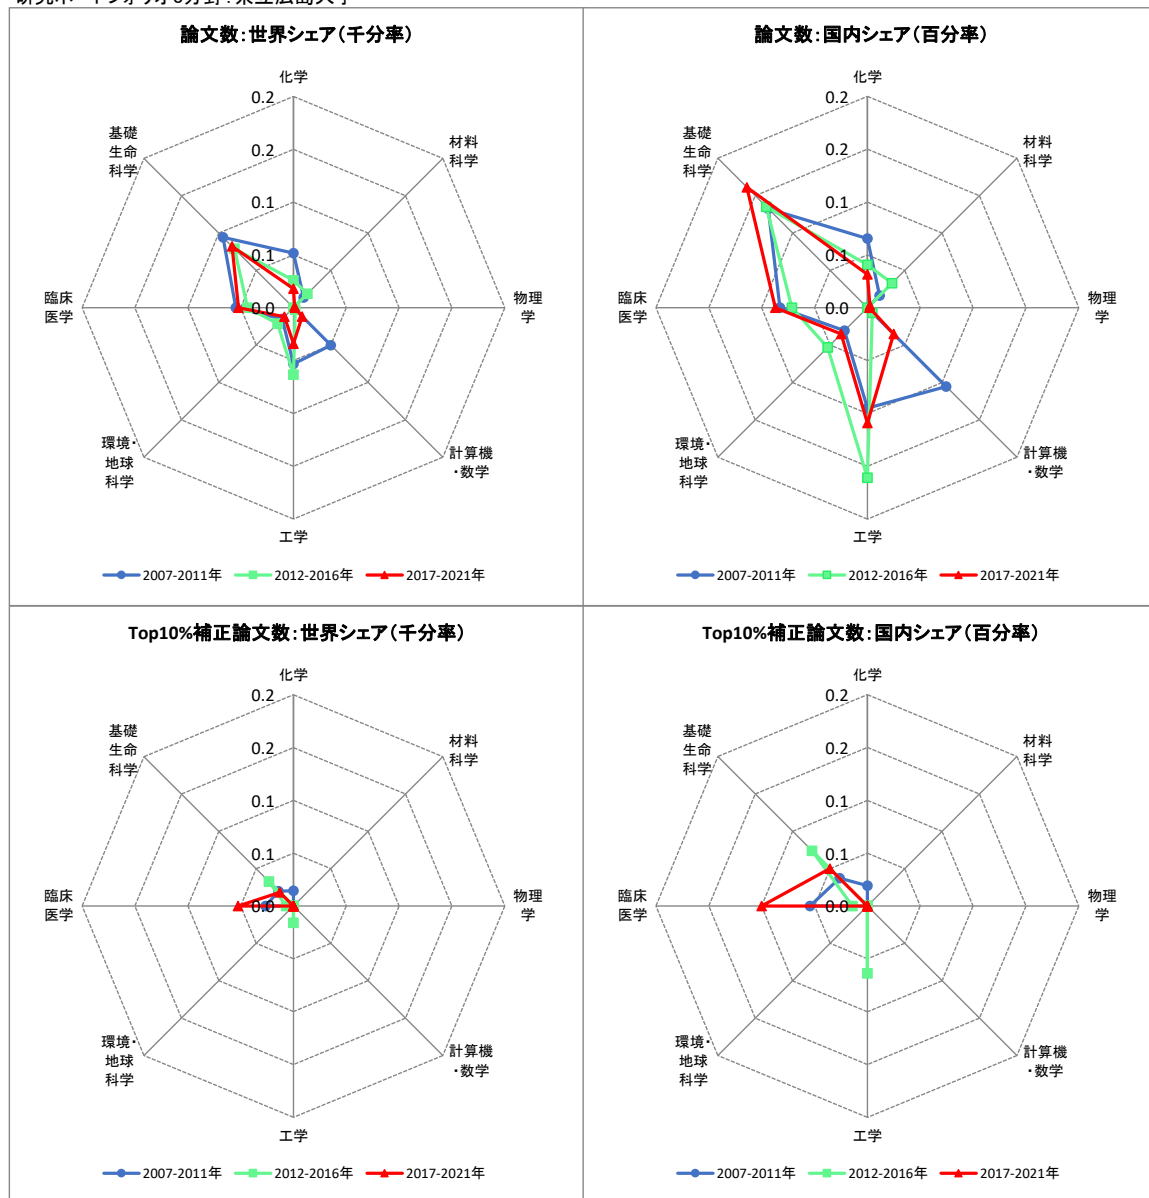 論文数:世界シェア(千分率)
化学
0.2
0.2
0.1
0.1
0.0
材料
科学
物理
学
計算機
・数学
工学
環境・
地球
科学
臨床
医学
基礎
生命
科学
2007-2011年
2012-2016年
2017-2021年
論文数:国内シェア(百分率)
化学
0.2
0.2
0.1
0.1
0.0
材料
科学
物理
学
計算機
・数学
工学
環境・
地球
科学
臨床
医学
基礎
生命
科学
2007-2011年
2012-2016年
2017-2021年
Top10%補正論文数:世界シェア(千分率)
化学
0.2
0.2
0.1
0.1
0.0
材料
科学
物理
学
計算機
・数学
工学
環境・
地球
科学
臨床
医学
基礎
生命
科学
2007-2011年
2012-2016年
2017-2021年
Top10%補正論文数:国内シェア(百分率)
化学
0.2
0.2
0.1
0.1
0.0
材料
科学
物理
学
計算機
・数学
工学
環境・
地球
科学
臨床
医学
基礎
生命
科学
2007-2011年
2012-2016年
2017-2021年